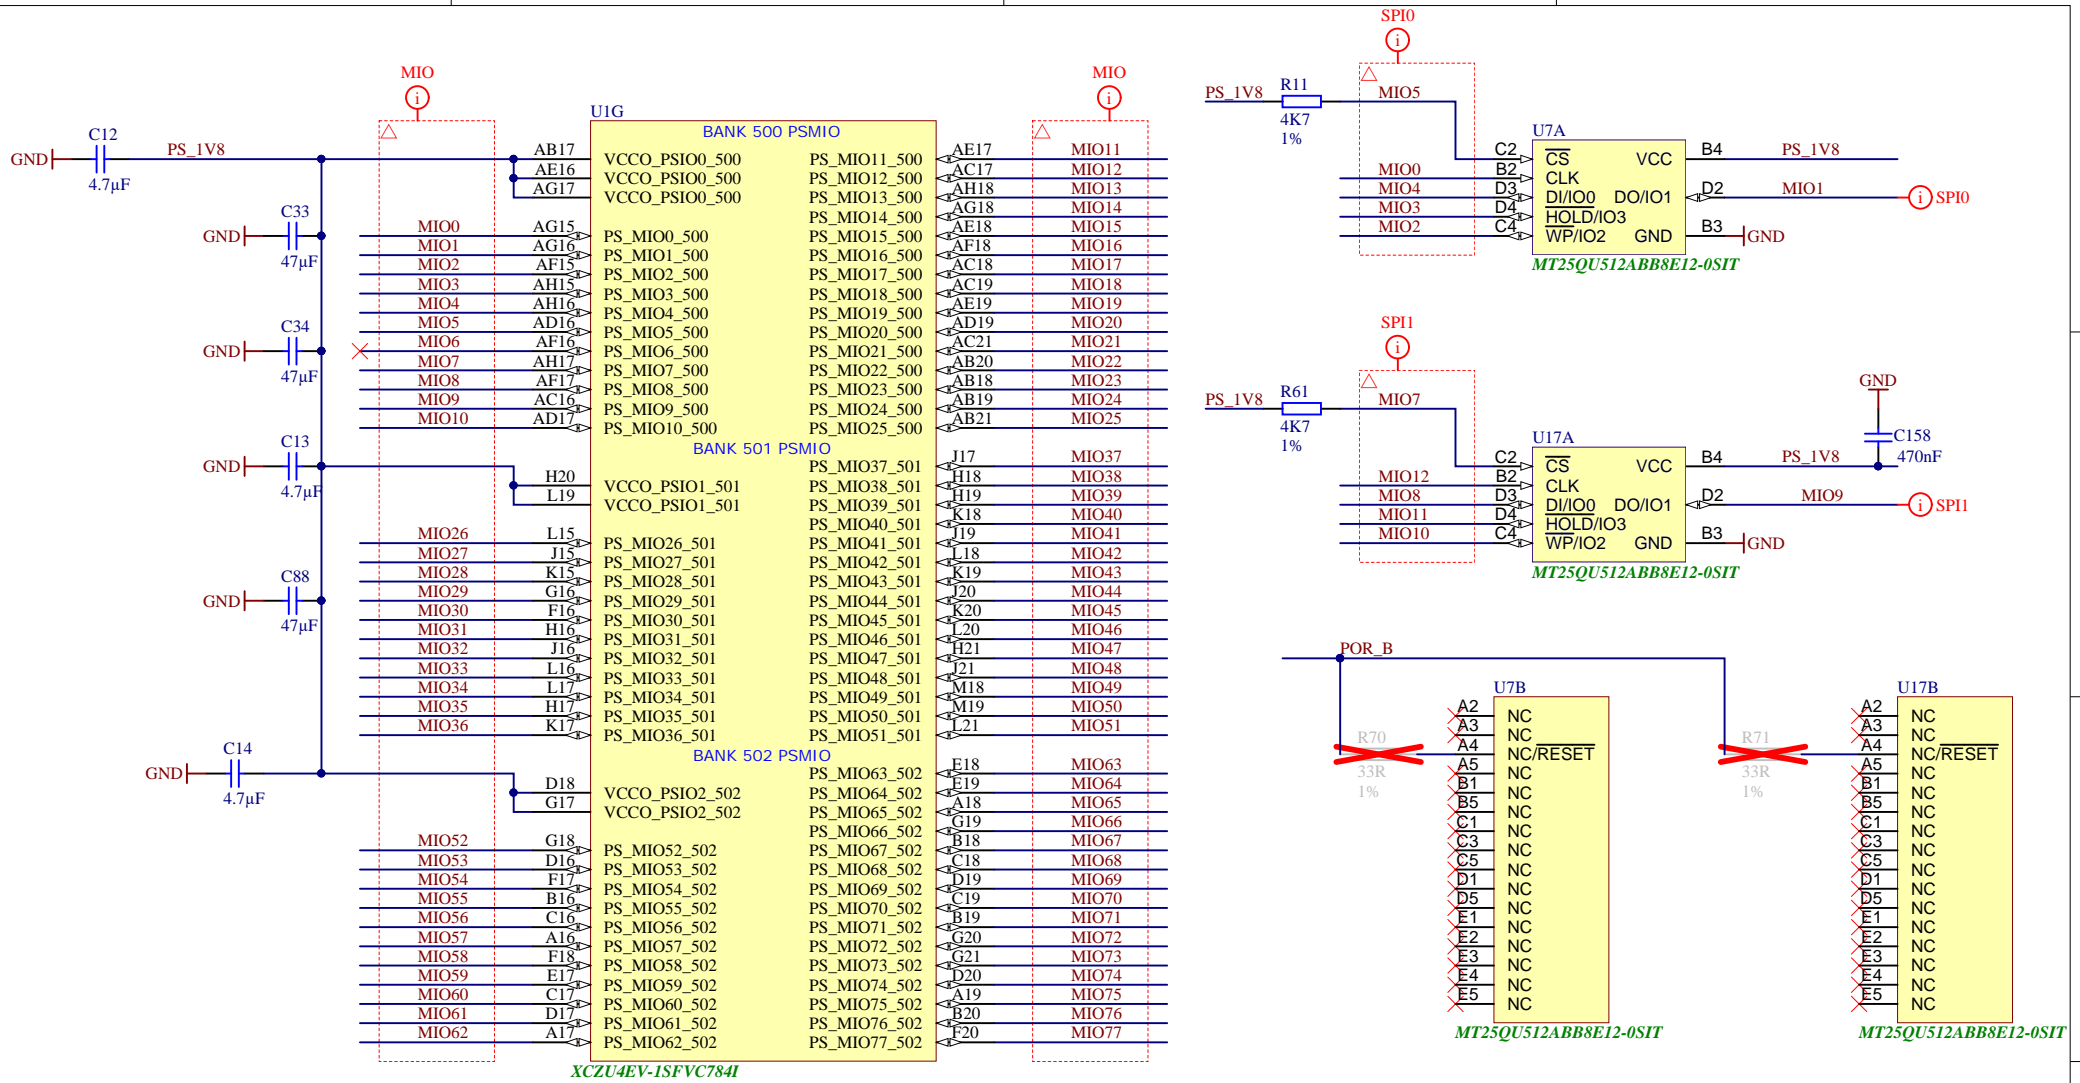 SPI0
MIO
MIO
PS_1V8 R11 MIO5
4K7
1%
U1G
BANK 500 PSMIO
U7A
C2 CS VCC B4 PS_1V8
MIO0 B2 CLK
MIO4 D3 DI/IO0 DO/IO1 D2 MIO1 SPI0
MIO3 D4 HOLD/IO3
MIO2 C4 WP/IO2 GND B3 GND
MT25QU512ABB8E12-0SIT
GND C12 PS_1V8
4.7µF
C33
GND
47µF
C34
GND
47µF
C13
GND
4.7µF
C88
GND
47µF
C14
GND
4.7µF
AB17 VCCO_PSIO0_500 PS_MIO11_500 AE17 MIO11
AE16 VCCO_PSIO0_500 PS_MIO12_500 AC17 MIO12
AG17 VCCO_PSIO0_500 PS_MIO13_500 AH18 MIO13
PS_MIO14_500 AG18 MIO14
MIO0 AG15 PS_MIO0_500 PS_MIO15_500 AE18 MIO15
MIO1 AG16 PS_MIO1_500 PS_MIO16_500 AF18 MIO16
MIO2 AF15 PS_MIO2_500 PS_MIO17_500 AC18 MIO17
MIO3 AH15 PS_MIO3_500 PS_MIO18_500 AC19 MIO18
MIO4 AH16 PS_MIO4_500 PS_MIO19_500 AE19 MIO19
MIO5 AD16 PS_MIO5_500 PS_MIO20_500 AD19 MIO20
MIO6 AF16 PS_MIO6_500 PS_MIO21_500 AC21 MIO21
MIO7 AH17 PS_MIO7_500 PS_MIO22_500 AB20 MIO22
MIO8 AF17 PS_MIO8_500 PS_MIO23_500 AB18 MIO23
MIO9 AC16 PS_MIO9_500 PS_MIO24_500 AB19 MIO24
MIO10 AD17 PS_MIO10_500 PS_MIO25_500 AB21 MIO25
BANK 501 PSMIO
PS_MIO37_501 J17 MIO37
H20 VCCO_PSIO1_501 PS_MIO38_501 H18 MIO38
L19 VCCO_PSIO1_501 PS_MIO39_501 H19 MIO39
PS_MIO40_501 K18 MIO40
MIO26 L15 PS_MIO26_501 PS_MIO41_501 J19 MIO41
MIO27 J15 PS_MIO27_501 PS_MIO42_501 L18 MIO42
MIO28 K15 PS_MIO28_501 PS_MIO43_501 K19 MIO43
MIO29 G16 PS_MIO29_501 PS_MIO44_501 J20 MIO44
MIO30 F16 PS_MIO30_501 PS_MIO45_501 K20 MIO45
MIO31 H16 PS_MIO31_501 PS_MIO46_501 L20 MIO46
MIO32 J16 PS_MIO32_501 PS_MIO47_501 H21 MIO47
MIO33 L16 PS_MIO33_501 PS_MIO48_501 J21 MIO48
MIO34 L17 PS_MIO34_501 PS_MIO49_501 M18 MIO49
MIO35 H17 PS_MIO35_501 PS_MIO50_501 M19 MIO50
MIO36 K17 PS_MIO36_501 PS_MIO51_501 L21 MIO51
BANK 502 PSMIO
PS_MIO63_502 E18 MIO63
D18 VCCO_PSIO2_502 PS_MIO64_502 E19 MIO64
G17 VCCO_PSIO2_502 PS_MIO65_502 A18 MIO65
PS_MIO66_502 G19 MIO66
MIO52 G18 PS_MIO52_502 PS_MIO67_502 B18 MIO67
MIO53 D16 PS_MIO53_502 PS_MIO68_502 C18 MIO68
MIO54 F17 PS_MIO54_502 PS_MIO69_502 D19 MIO69
MIO55 B16 PS_MIO55_502 PS_MIO70_502 C19 MIO70
MIO56 C16 PS_MIO56_502 PS_MIO71_502 B19 MIO71
MIO57 A16 PS_MIO57_502 PS_MIO72_502 G20 MIO72
MIO58 F18 PS_MIO58_502 PS_MIO73_502 G21 MIO73
MIO59 E17 PS_MIO59_502 PS_MIO74_502 D20 MIO74
MIO60 C17 PS_MIO60_502 PS_MIO75_502 A19 MIO75
MIO61 D17 PS_MIO61_502 PS_MIO76_502 B20 MIO76
MIO62 A17 PS_MIO62_502 PS_MIO77_502 F20 MIO77
XCZU4EV-1SFVC784I
SPI1
PS_1V8 R61 MIO7
4K7
1%
GND
C158
470nF
U17A
C2 CS VCC B4 PS_1V8
MIO12 B2 CLK
MIO8 D3 DI/IO0 DO/IO1 D2 MIO9 SPI1
MIO11 D4 HOLD/IO3
MIO10 C4 WP/IO2 GND B3 GND
MT25QU512ABB8E12-0SIT
POR_B
R70
33R
1%
U7B
A2 NC
A3 NC
A4 NC/RESET
A5 NC
B1 NC
B5 NC
C1 NC
C3 NC
C5 NC
D1 NC
D5 NC
E1 NC
E2 NC
E3 NC
E4 NC
E5 NC
MT25QU512ABB8E12-0SIT
R71
33R
1%
U17B
A2 NC
A3 NC
A4 NC/RESET
A5 NC
B1 NC
B5 NC
C1 NC
C3 NC
C5 NC
D1 NC
D5 NC
E1 NC
E2 NC
E3 NC
E4 NC
E5 NC
MT25QU512ABB8E12-0SIT